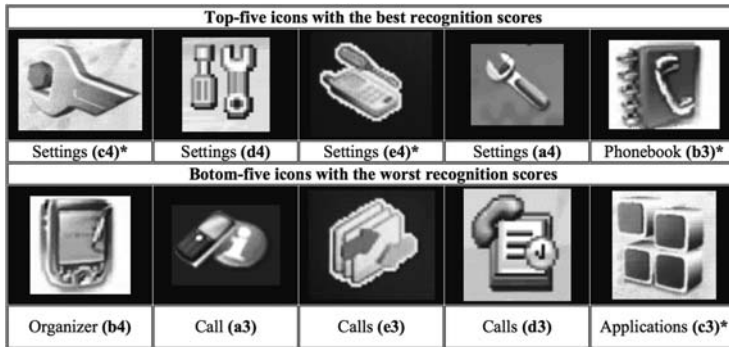 Top-five icons with the best recognition scores
Settings (c4)* Settings (d4) Settings (e4)* Settings (a4) Phonebook (b3)*
Botom-five icons with the worst recognition scores
Organizer (b4) Call (a3) Calls (e3) Calls (d3) Applications (c3)*